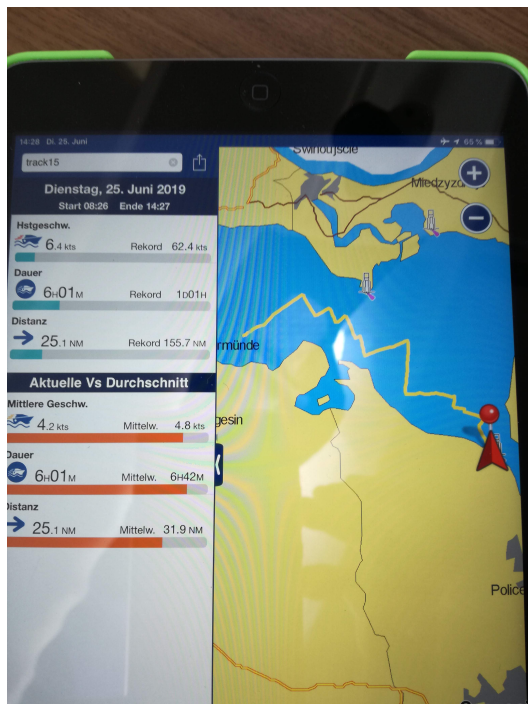 14:28 Di. 25. Juni
65 %
track15
Dienstag, 25. Juni 2019
Start 08:26 Ende 14:27
Hstgeschw.
6.4 kts Rekord 62.4 kts
Dauer
6H01M Rekord 1D01H
Distanz
25.1 NM Rekord 155.7 NM
Aktuelle Vs Durchschnitt
Mittlere Geschw.
4.2 kts Mittelw. 4.8 kts
Dauer
6H01M Mittelw. 6H42M
Distanz
25.1 NM Mittelw. 31.9 NM
Swinoujscie
rmünde
gesin
Police